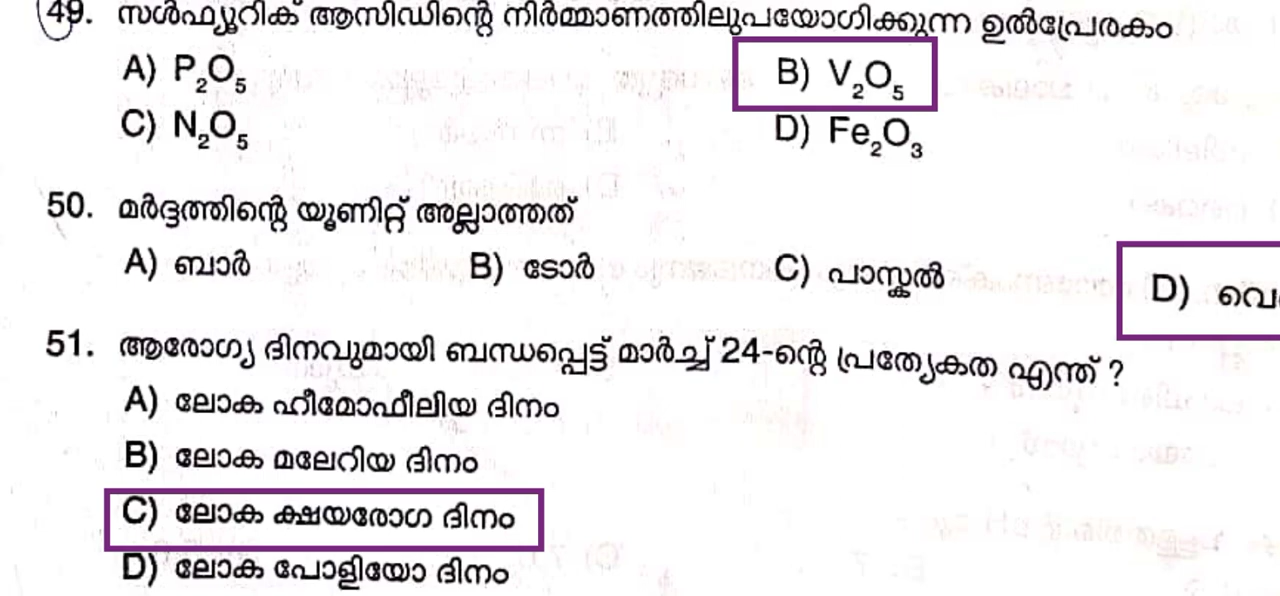 49. സൾഫ്യൂറിക് ആസിഡിന്റെ നിർമ്മാണത്തിലുപയോഗിക്കുന്ന ഉൽപ്രേരകം
A) P₂O₅ B) V₂O₅
C) N₂O₅ D) Fe₂O₃
50. മർദ്ദത്തിന്റെ യൂണിറ്റ് അല്ലാത്തത്
A) ബാർ B) ടോർ C) പാസ്കൽ D)
51. ആരോഗ്യ ദിനവുമായി ബന്ധപ്പെട്ട് മാർച്ച് 24-ന്റെ പ്രത്യേകത എന്ത് ?
A) ലോക ഹീമോഫീലിയ ദിനം
B) ലോക മലേറിയ ദിനം
C) ലോക ക്ഷയരോഗ ദിനം
D) ലോക പോളിയോ ദിനം